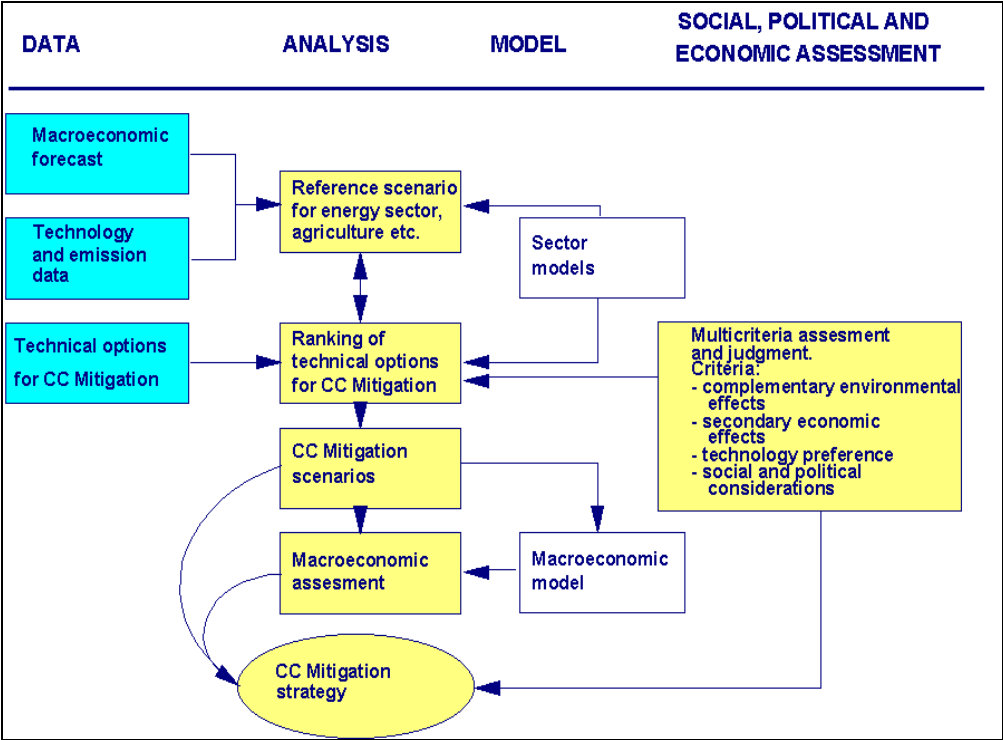 DATA
ANALYSIS
MODEL
SOCIAL, POLITICAL AND
ECONOMIC ASSESSMENT
Macroeconomic
forecast
Technology
and emission
data
Technical options
for CC Mitigation
Reference scenario
for energy sector,
agriculture etc.
Ranking of
technical options
for CC Mitigation
CC Mitigation
scenarios
Macroeconomic
assesment
CC Mitigation
strategy
Sector
models
Macroeconomic
model
Multicriteria assesment
and judgment.
Criteria:
- complementary environmental
effects
- secondary economic
effects
- technology preference
- social and political
considerations